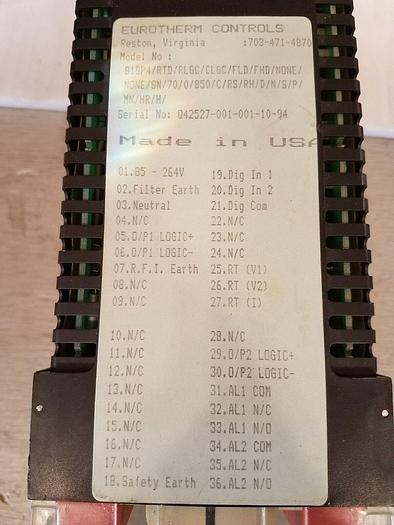 EUROTHERM CONTROLS
Reston, Virginia :703-471-4870
Model No :
818P4/RTD/RLGC/CLGC/FLD/FHD/NONE/
NONE/SN/70/0/850/C/RS/RH/D/N/S/P/
MN/HR/H/
Serial No: Q42527-001-001-10-94
Made in USA
01.85 - 264V
02.Filter Earth
03.Neutral
04.N/C
05.O/P1 LOGIC+
06.O/P1 LOGIC-
07.R.F.I. Earth
08.N/C
09.N/C
10.N/C
11.N/C
12.N/C
13.N/C
14.N/C
15.N/C
16.N/C
17.N/C
18.Safety Earth
19.Dig In 1
20.Dig In 2
21.Dig Com
22.N/C
23.N/C
24.N/C
25.RT (V1)
26.RT (V2)
27.RT (I)
28.N/C
29.O/P2 LOGIC+
30.O/P2 LOGIC-
31.AL1 COM
32.AL1 N/C
33.AL1 N/O
34.AL2 COM
35.AL2 N/C
36.AL2 N/O